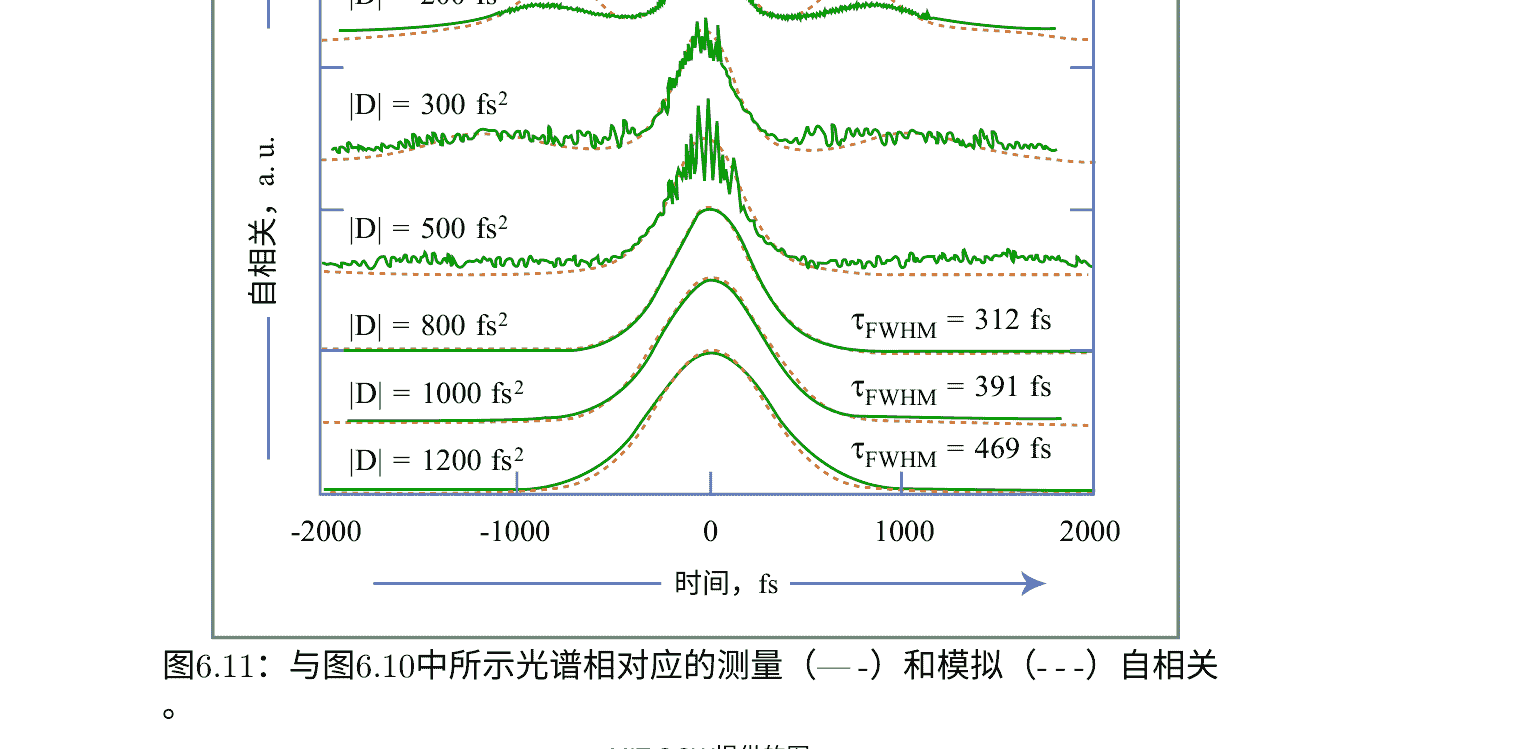 |D| = 200 fs
|D| = 300 fs²
|D| = 500 fs²
|D| = 800 fs²
τFWHM = 312 fs
|D| = 1000 fs²
τFWHM = 391 fs
|D| = 1200 fs²
τFWHM = 469 fs
自相关，a. u.
-2000 -1000 0 1000 2000
时间，fs
图6.11：与图6.10中所示光谱相对应的测量（— -）和模拟（- - -）自相关
。